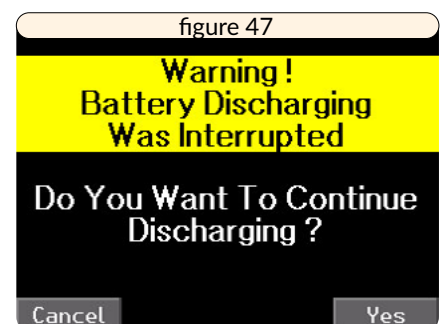 figure 47
Warning !
Battery Discharging
Was Interrupted
Do You Want To Continue
Discharging ?
Cancel
Yes